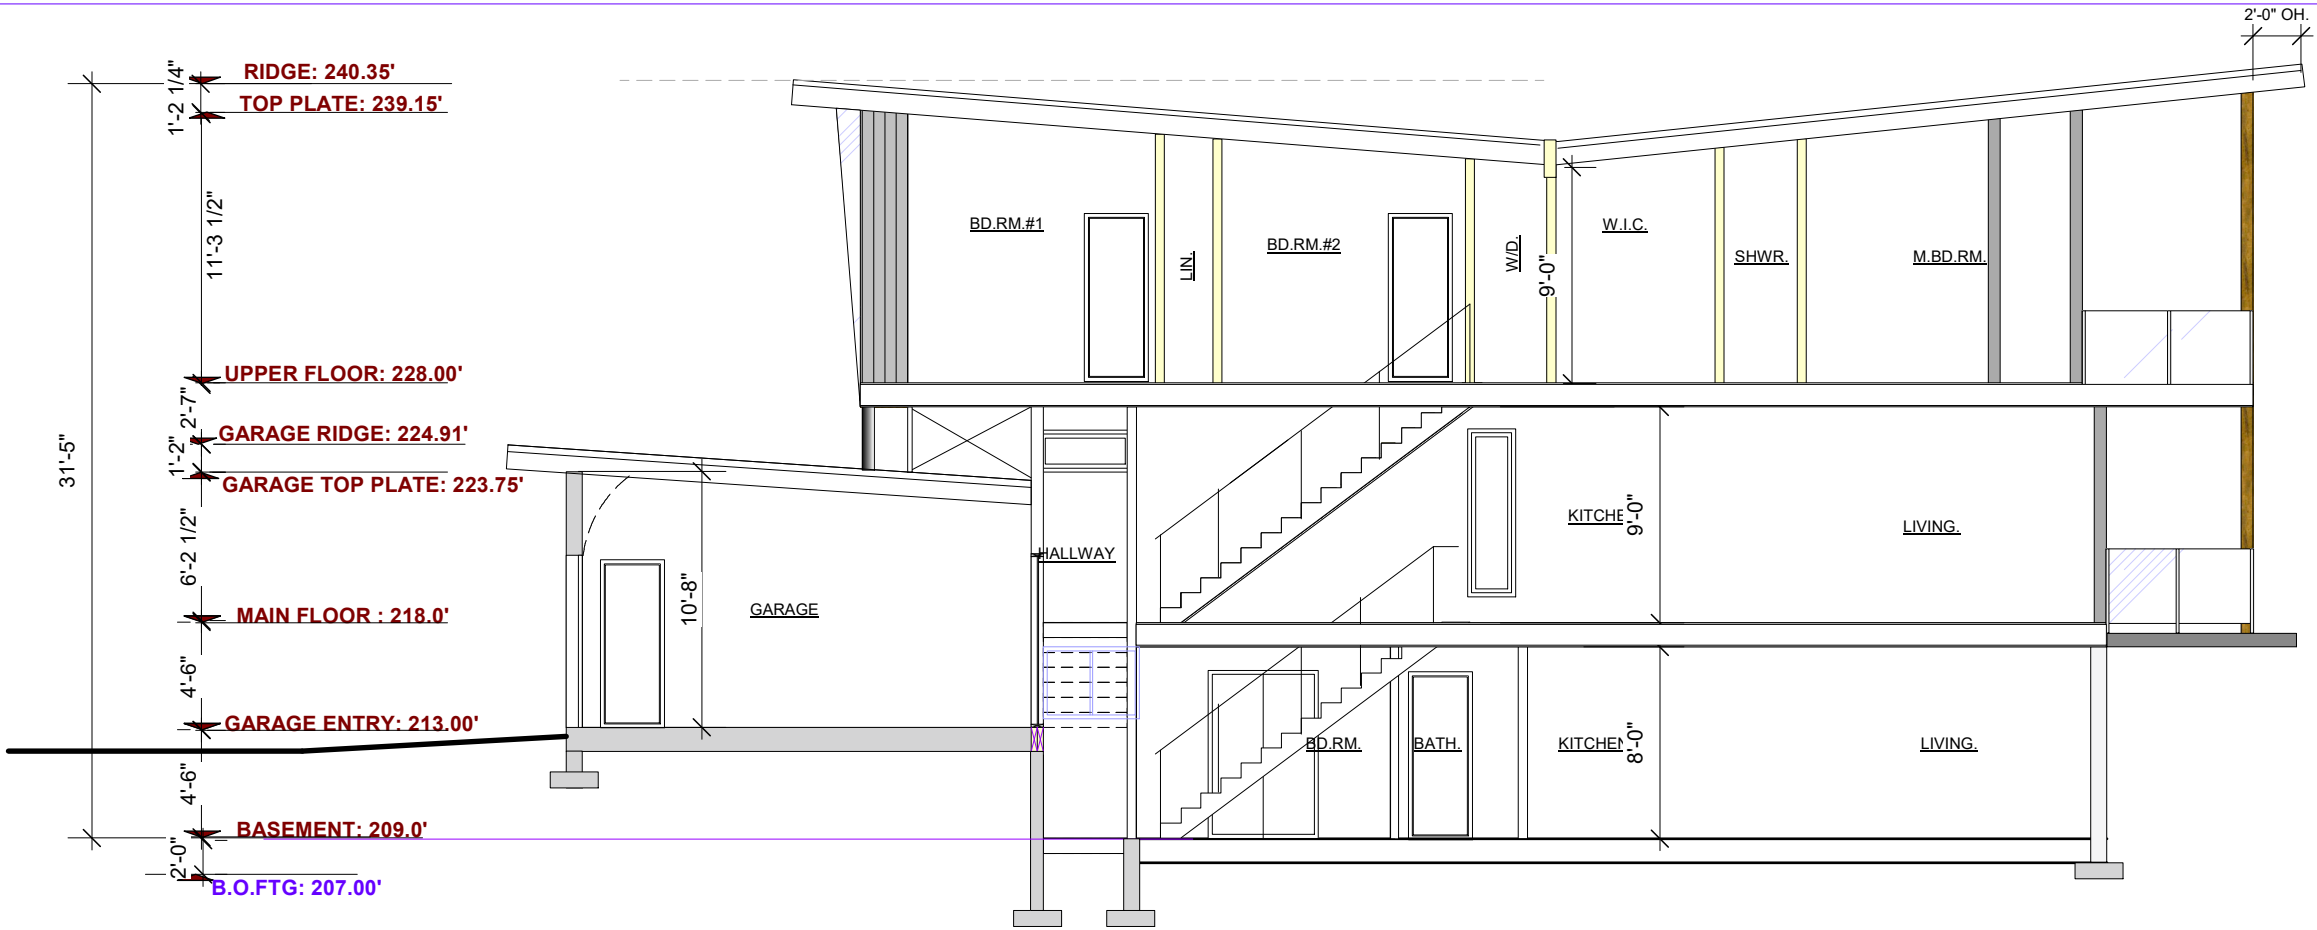 2'-0" OH.
RIDGE: 240.35'
1'-2 1/4"
TOP PLATE: 239.15'
11'-3 1/2"
BD.RM.#1
LIN.
BD.RM.#2
W/D.
9'-0"
W.I.C.
SHWR.
M.BD.RM.
UPPER FLOOR: 228.00'
2'-7"
GARAGE RIDGE: 224.91'
31'-5"
1'-2"
GARAGE TOP PLATE: 223.75'
6'-2 1/2"
10'-8"
GARAGE
HALLWAY
KITCHE
9'-0"
LIVING.
MAIN FLOOR : 218.0'
4'-6"
GARAGE ENTRY: 213.00'
BD.RM.
BATH.
KITCHEN
8'-0"
LIVING.
4'-6"
BASEMENT: 209.0'
2'-0"
B.O.FTG: 207.00'